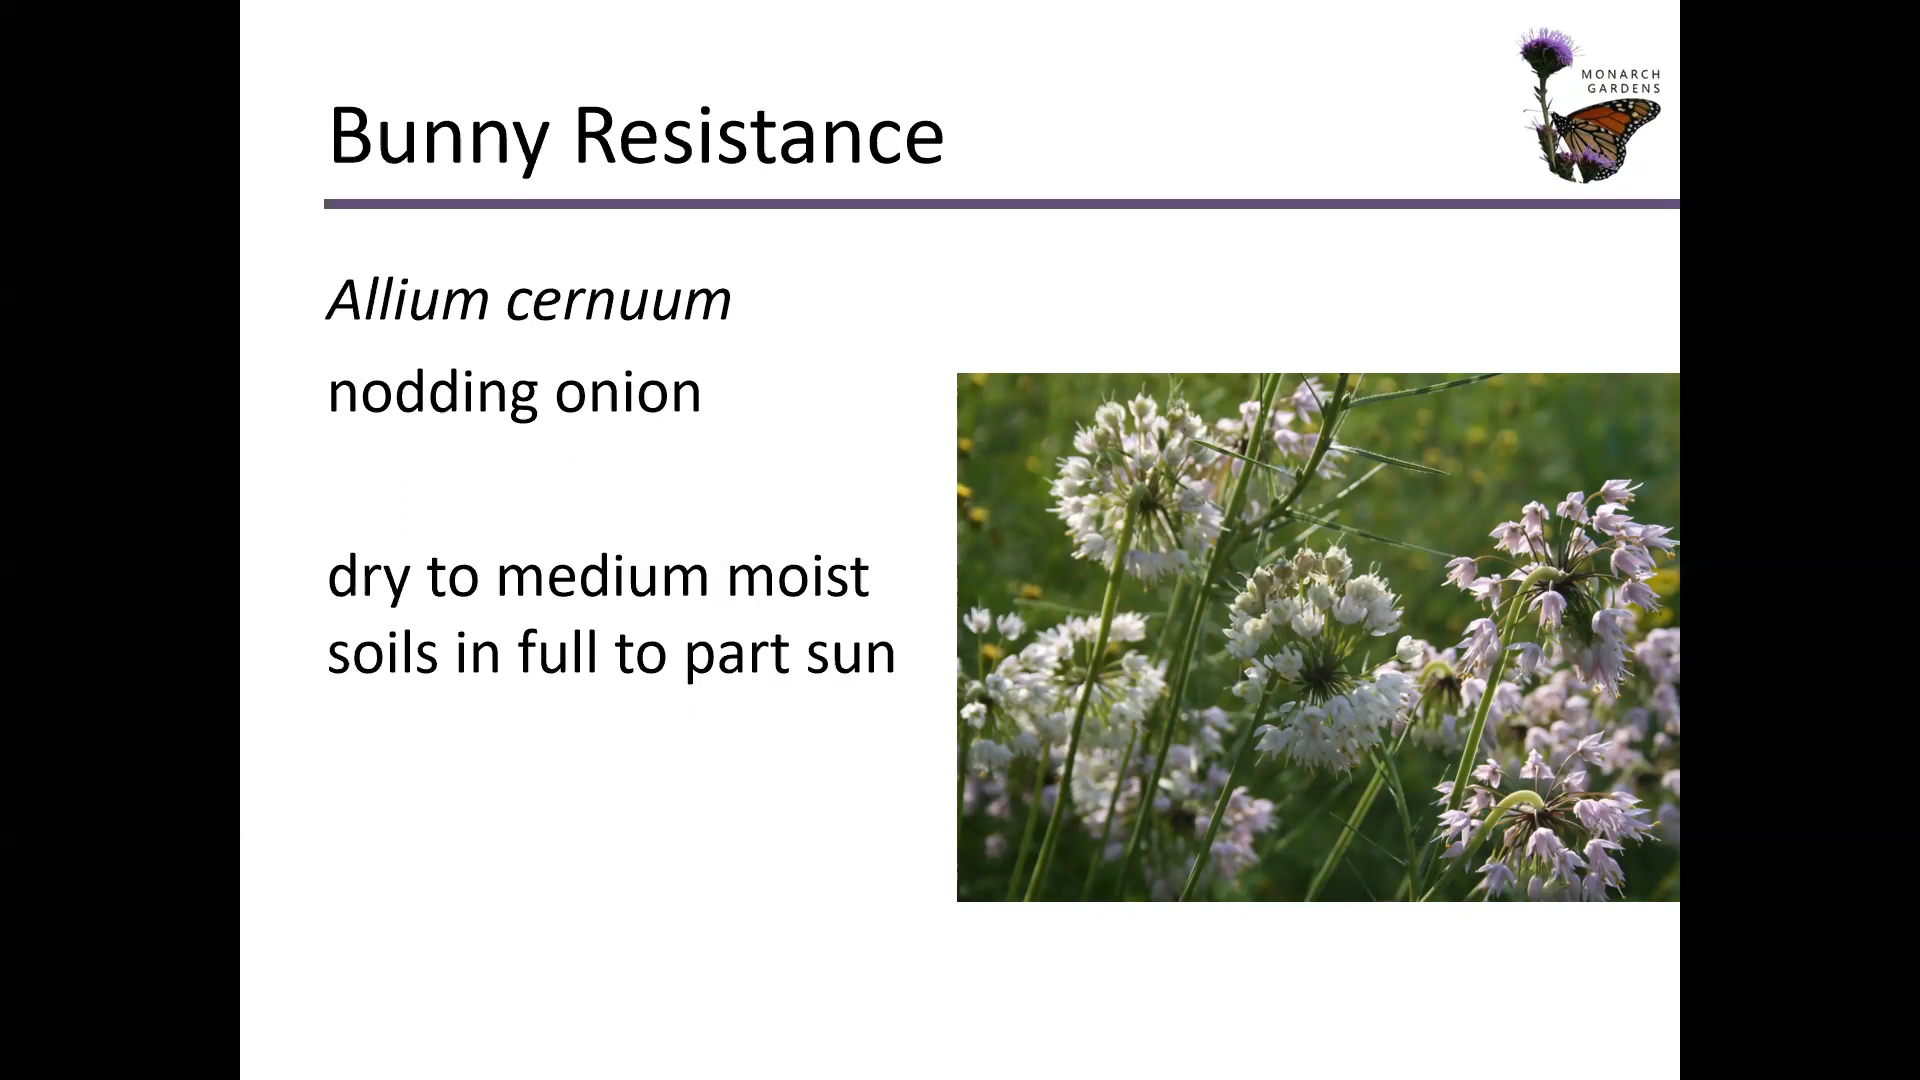 MONARCH
GARDENS
Bunny Resistance
Allium cernuum
nodding onion
dry to medium moist
soils in full to part sun